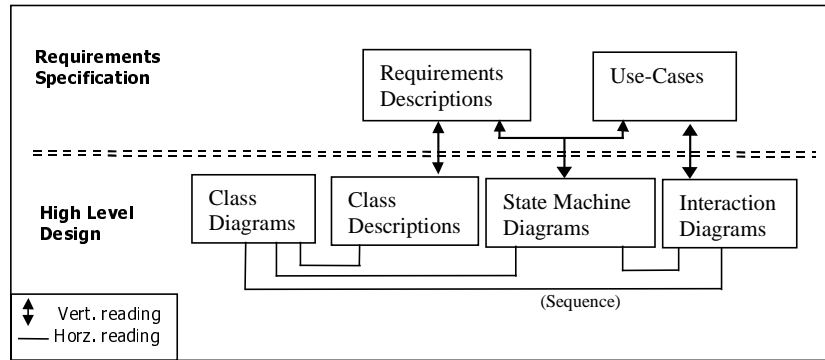 Requirements
Specification
Requirements
Descriptions
Use-Cases
High Level
Design
Class
Diagrams
Class
Descriptions
State Machine
Diagrams
Interaction
Diagrams
(Sequence)
Vert. reading
Horz. reading